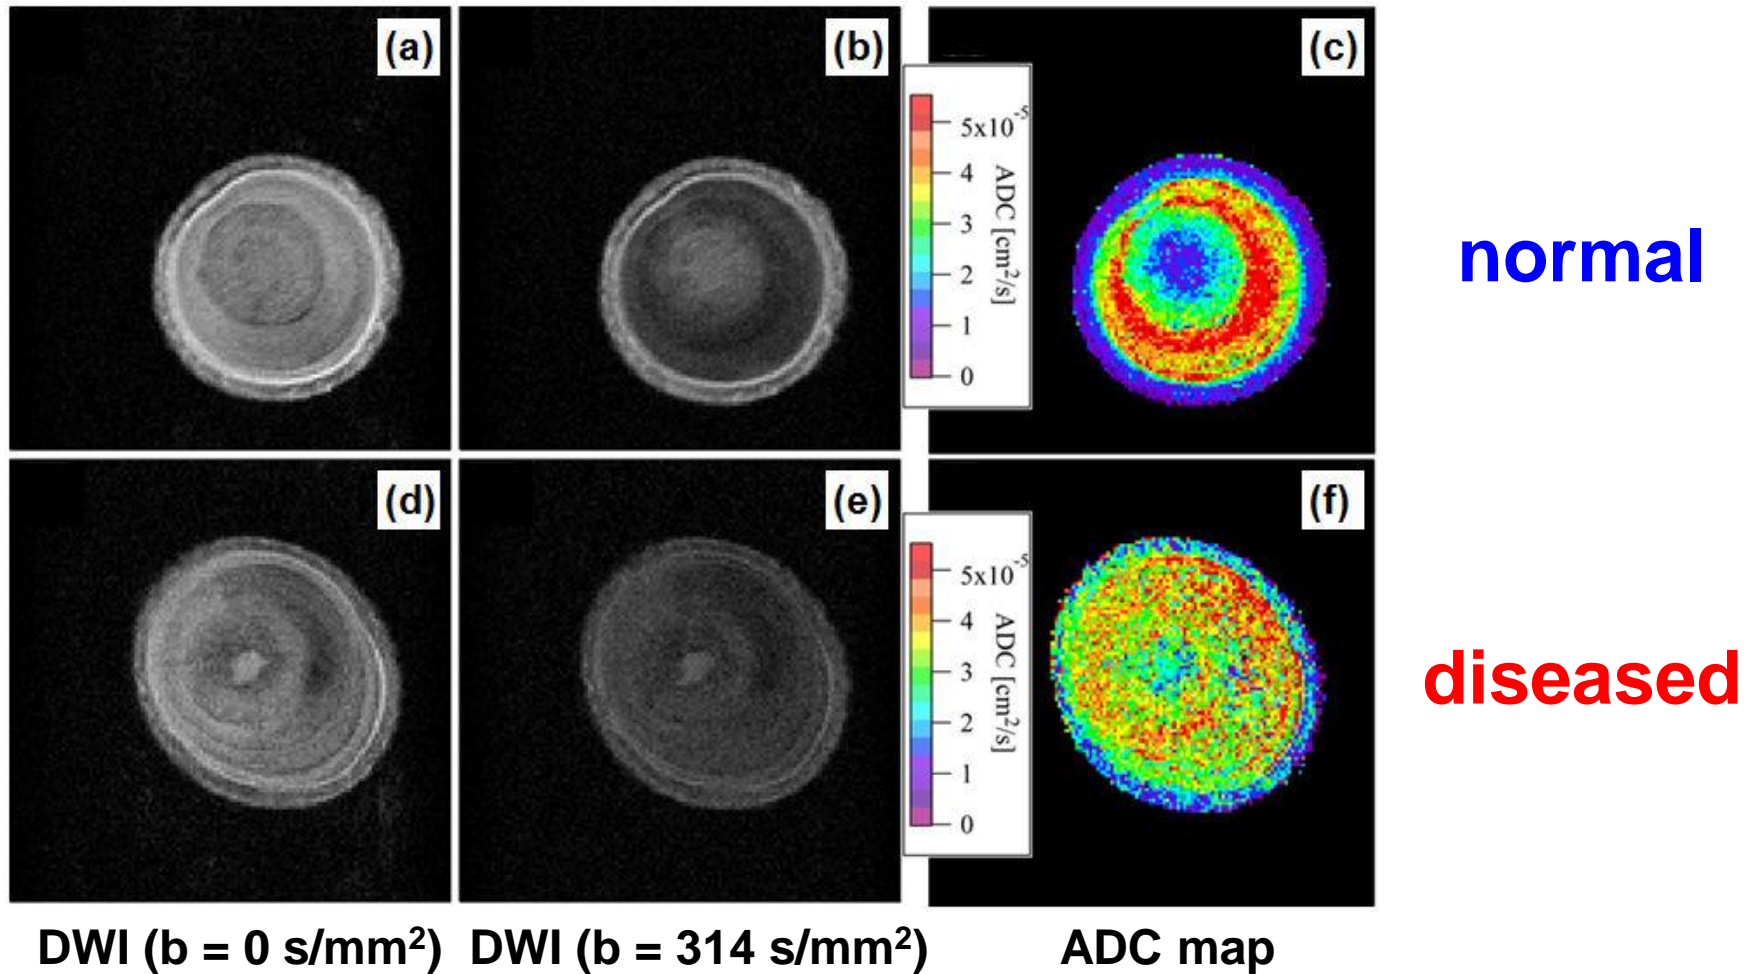 (a)
(b)
(c)
5x10⁻⁵
4
3
2
1
0
ADC [cm²/s]
normal
(d)
(e)
(f)
5x10⁻⁵
4
3
2
1
0
ADC [cm²/s]
diseased
DWI (b = 0 s/mm²)
DWI (b = 314 s/mm²)
ADC map